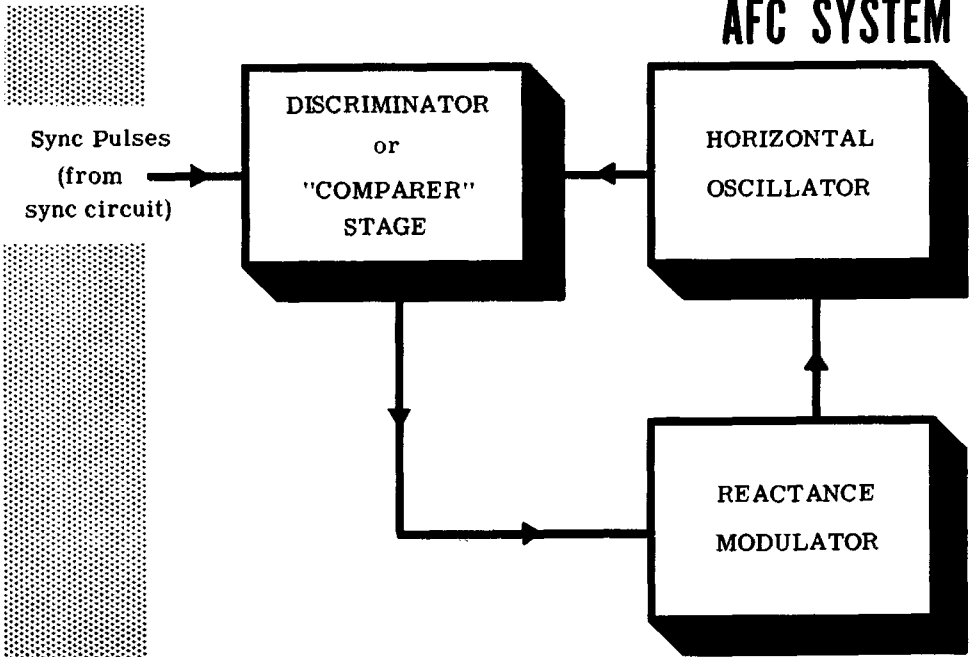 AFC SYSTEM
Sync Pulses
(from
sync circuit)
DISCRIMINATOR
or
"COMPARER"
STAGE
HORIZONTAL
OSCILLATOR
REACTANCE
MODULATOR